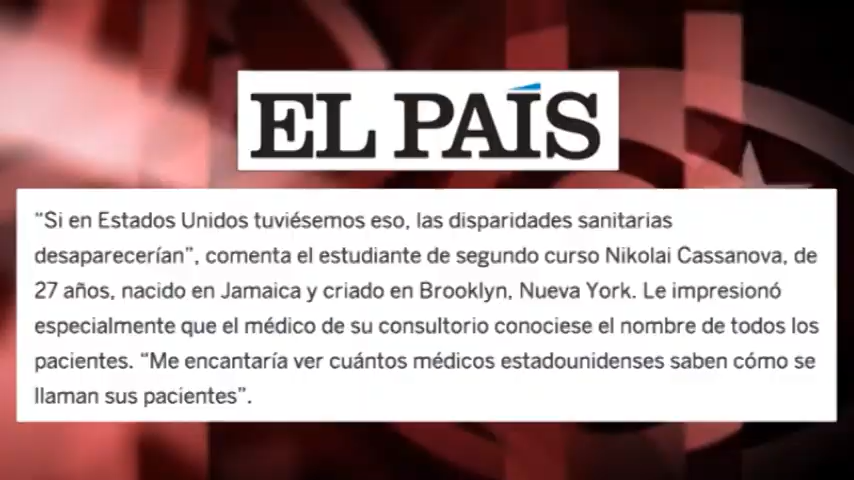 EL PAÍS
“Si en Estados Unidos tuviésemos eso, las disparidades sanitarias
desaparecerían”, comenta el estudiante de segundo curso Nikolai Cassanova, de
27 años, nacido en Jamaica y criado en Brooklyn, Nueva York. Le impresionó
especialmente que el médico de su consultorio conociese el nombre de todos los
pacientes. “Me encantaría ver cuántos médicos estadounidenses saben cómo se
llaman sus pacientes”.